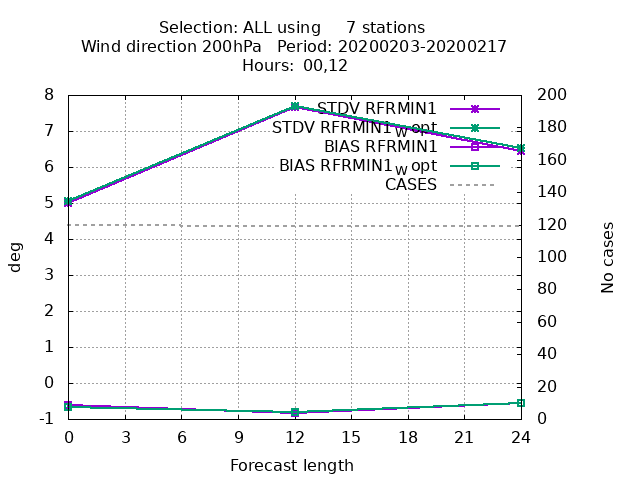 Selection: ALL using 7 stations
Wind direction 200hPa Period: 20200203-20200217
Hours: 00,12
STDV RFRMIN1
STDV RFRMIN1w opt
BIAS RFRMIN1
BIAS RFRMIN1w opt
CASES
8
7
6
5
4
3
2
1
0
-1
deg
200
180
160
140
120
100
80
60
40
20
0
No cases
0 3 6 9 12 15 18 21 24
Forecast length